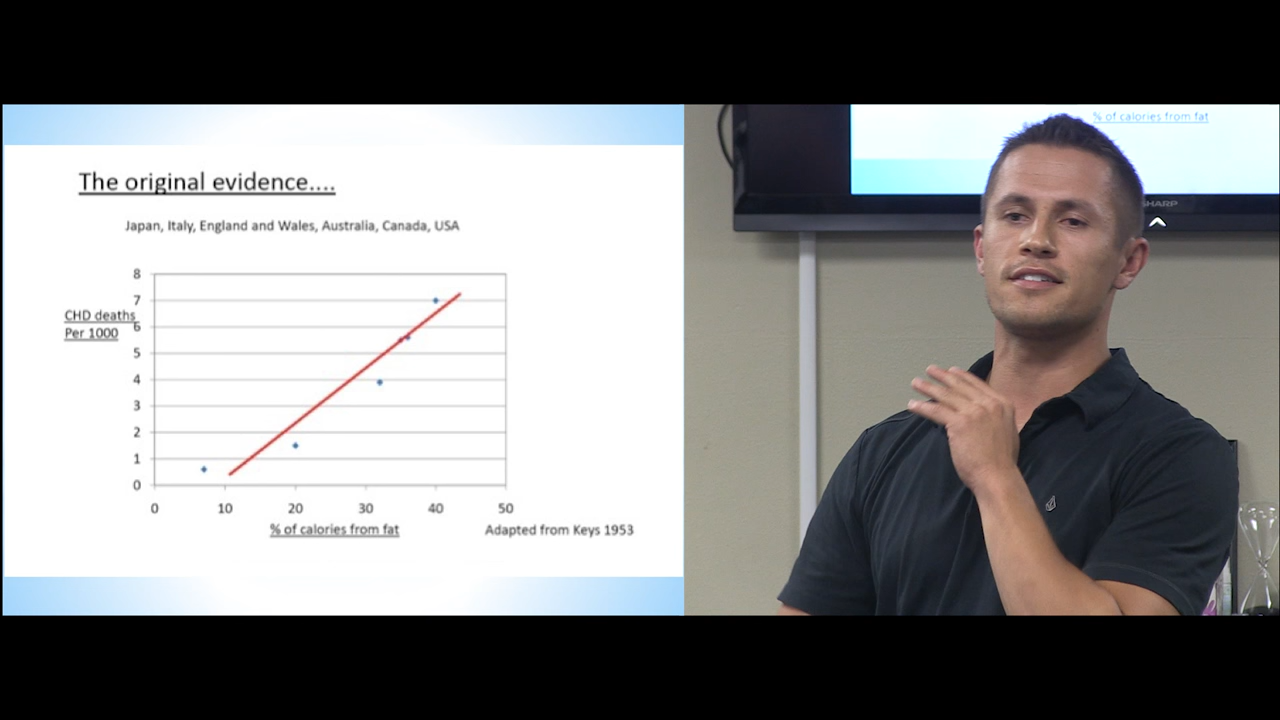 The original evidence....
Japan, Italy, England and Wales, Australia, Canada, USA
8
7
CHD deaths
6
Per 1000
5
4
3
2
1
0
0 10 20 30 40 50
% of calories from fat
Adapted from Keys 1953
% of calories from fat
SHARP